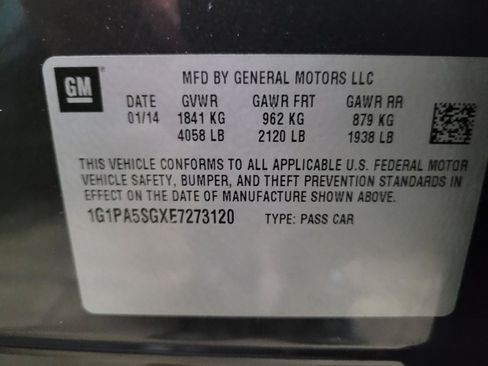 GM
MFD BY GENERAL MOTORS LLC
DATE GVWR GAWR FRT GAWR RR
01/14 1841 KG 962 KG 879 KG
4058 LB 2120 LB 1938 LB
THIS VEHICLE CONFORMS TO ALL APPLICABLE U.S. FEDERAL MOTOR
VEHICLE SAFETY, BUMPER, AND THEFT PREVENTION STANDARDS IN
EFFECT ON THE DATE OF MANUFACTURE SHOWN ABOVE.
1G1PA5SGXE7273120 TYPE: PASS CAR